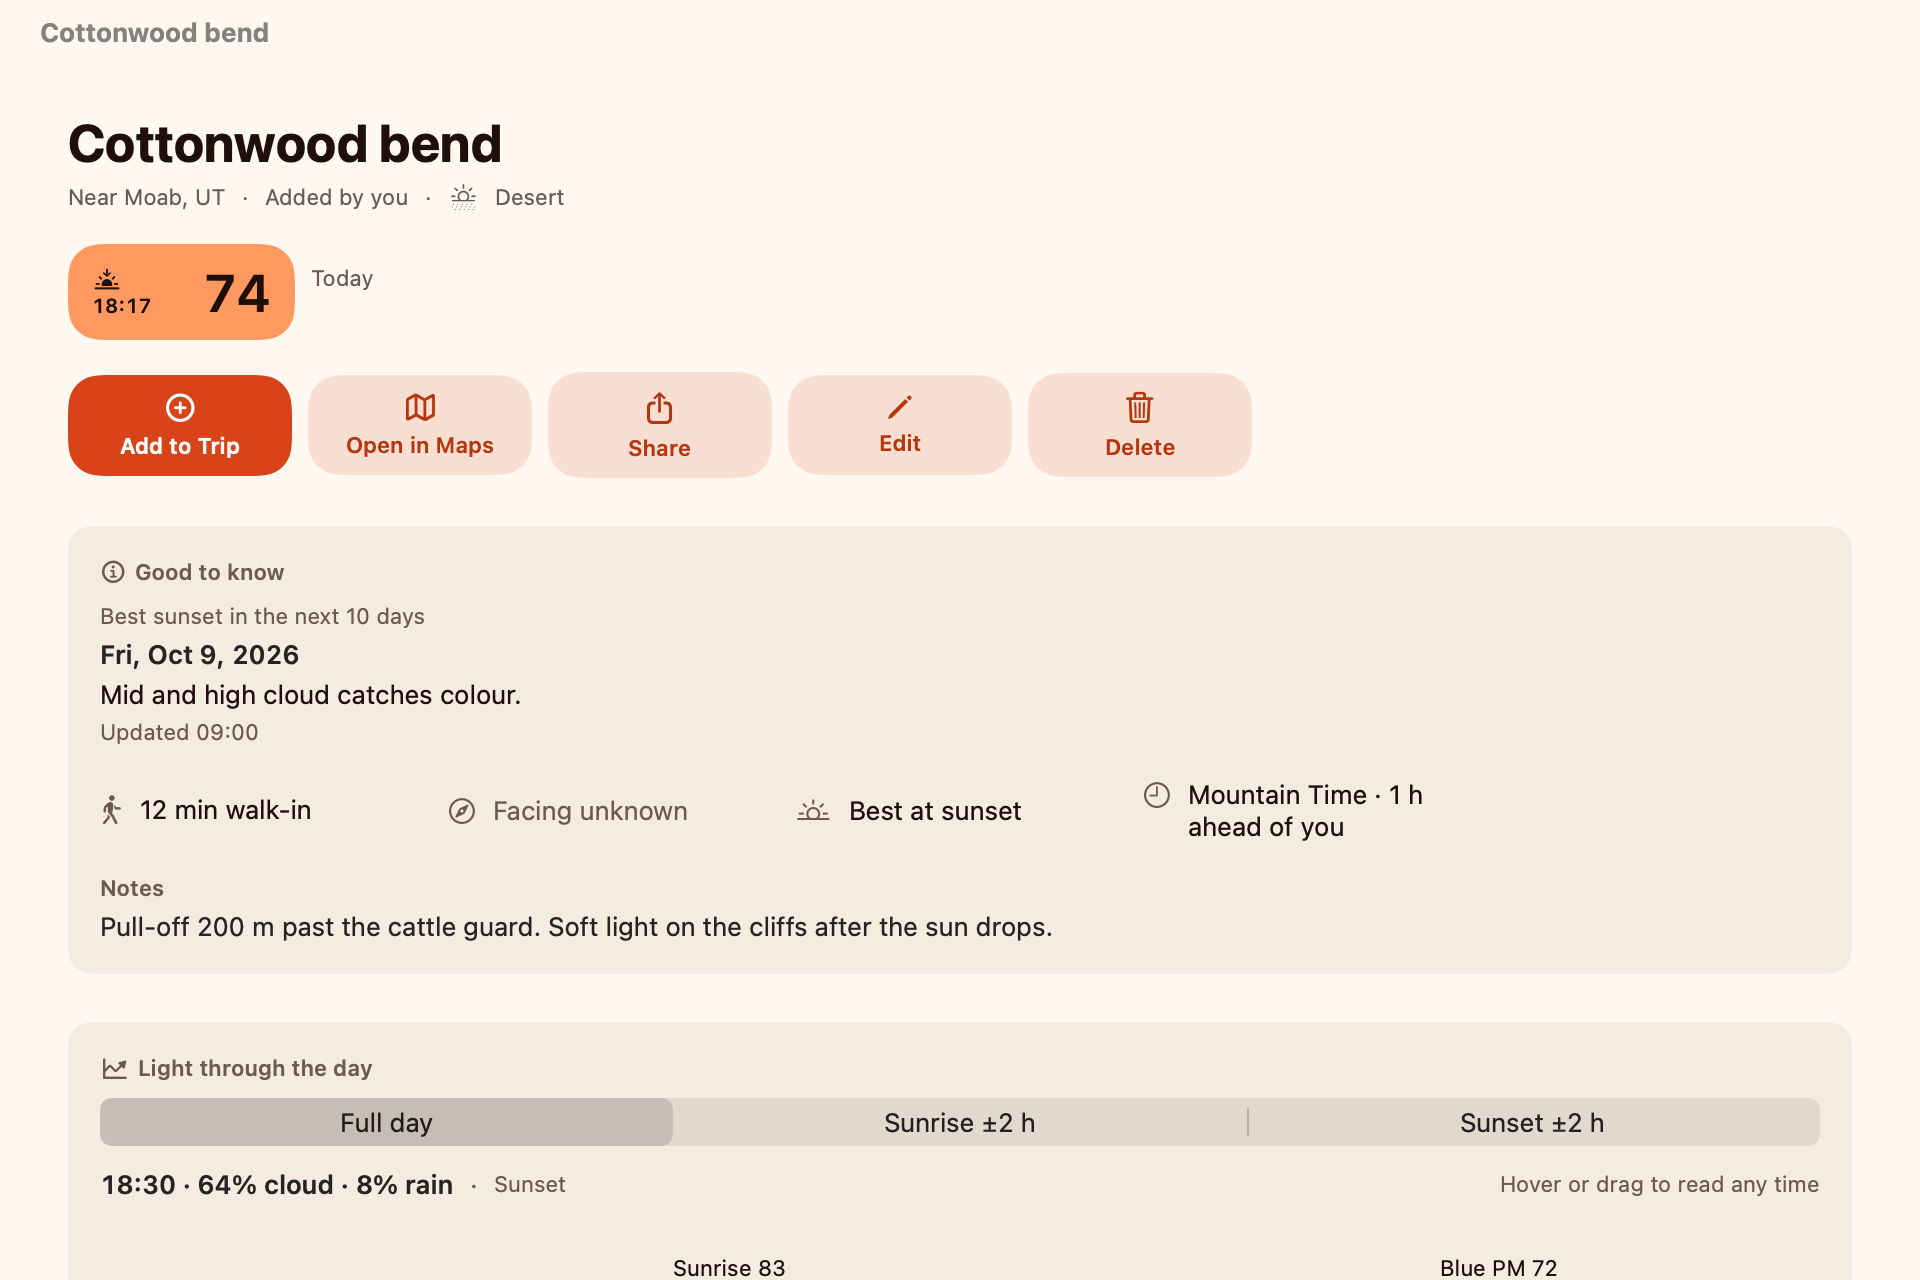 Cottonwood bend
Cottonwood bend
Near Moab, UT · Added by you · Desert
18:17
74
Today
Add to Trip
Open in Maps
Share
Edit
Delete
Good to know
Best sunset in the next 10 days
Fri, Oct 9, 2026
Mid and high cloud catches colour.
Updated 09:00
12 min walk-in
Facing unknown
Best at sunset
Mountain Time · 1 h
ahead of you
Notes
Pull-off 200 m past the cattle guard. Soft light on the cliffs after the sun drops.
Light through the day
Full day
Sunrise ±2 h
Sunset ±2 h
18:30 · 64% cloud · 8% rain · Sunset
Hover or drag to read any time
Sunrise 83
Blue PM 72